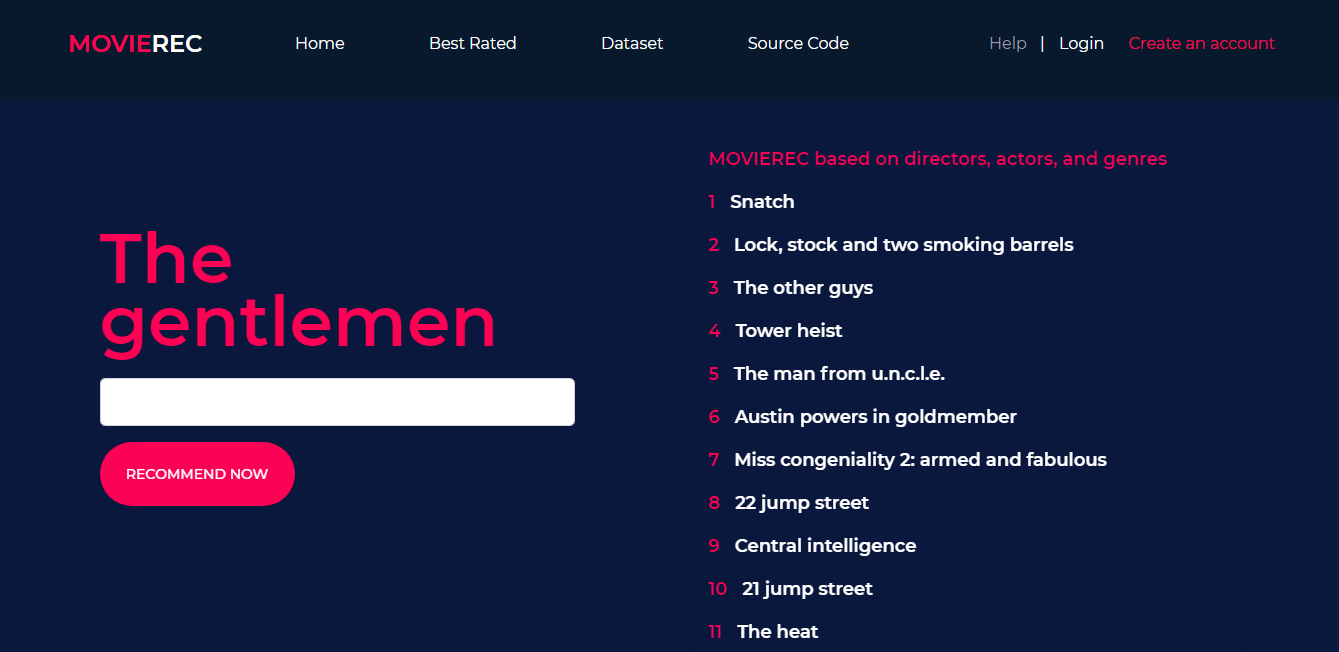 MOVIEREC Home Best Rated Dataset Source Code Help | Login Create an account
The
gentlemen
RECOMMEND NOW
MOVIEREC based on directors, actors, and genres
1 Snatch
2 Lock, stock and two smoking barrels
3 The other guys
4 Tower heist
5 The man from u.n.c.l.e.
6 Austin powers in goldmember
7 Miss congeniality 2: armed and fabulous
8 22 jump street
9 Central intelligence
10 21 jump street
11 The heat